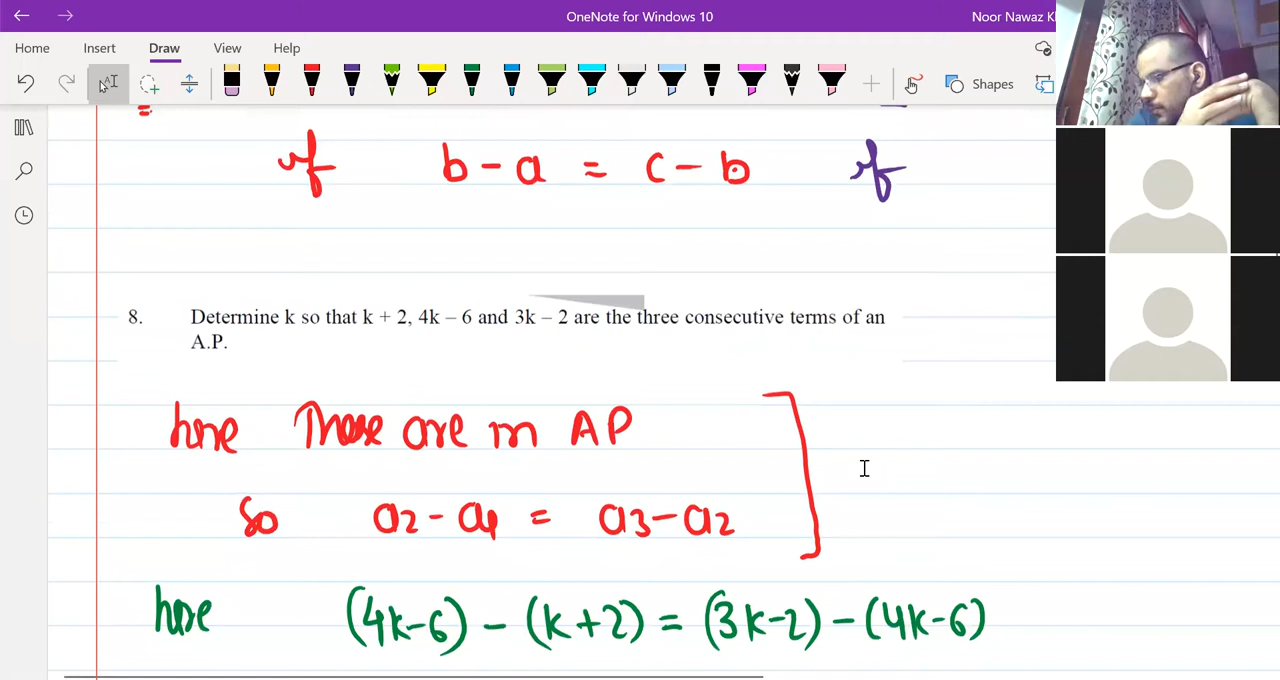 OneNote for Windows 10
Noor Nawaz Kh
Home Insert Draw View Help
Shapes
if b - a = c - b if
8. Determine k so that k + 2, 4k – 6 and 3k – 2 are the three consecutive terms of an
A.P.
here These are in AP
So a2 - a1 = a3 - a2
here (4k-6) - (k+2) = (3k-2) - (4k-6)